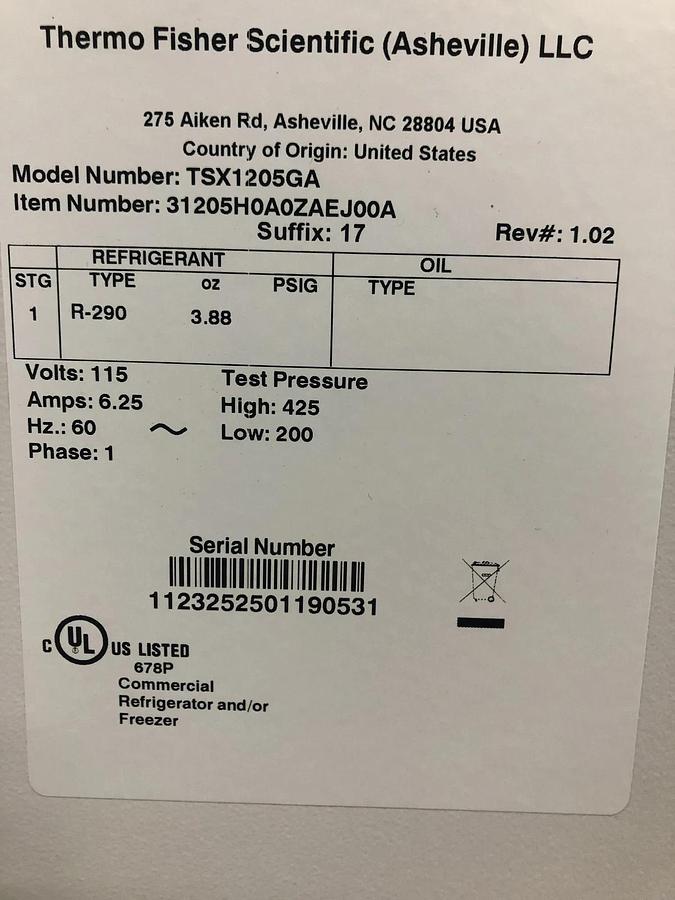 Thermo Fisher Scientific (Asheville) LLC
275 Aiken Rd, Asheville, NC 28804 USA
Country of Origin: United States
Model Number: TSX1205GA
Item Number: 31205H0A0ZAEJ00A
Suffix: 17 Rev#: 1.02
REFRIGERANT OIL
STG TYPE oz PSIG TYPE
1 R-290 3.88
Volts: 115 Test Pressure
Amps: 6.25 High: 425
Hz.: 60 ~ Low: 200
Phase: 1
Serial Number
1123252501190531
C UL US LISTED
678P
Commercial
Refrigerator and/or
Freezer